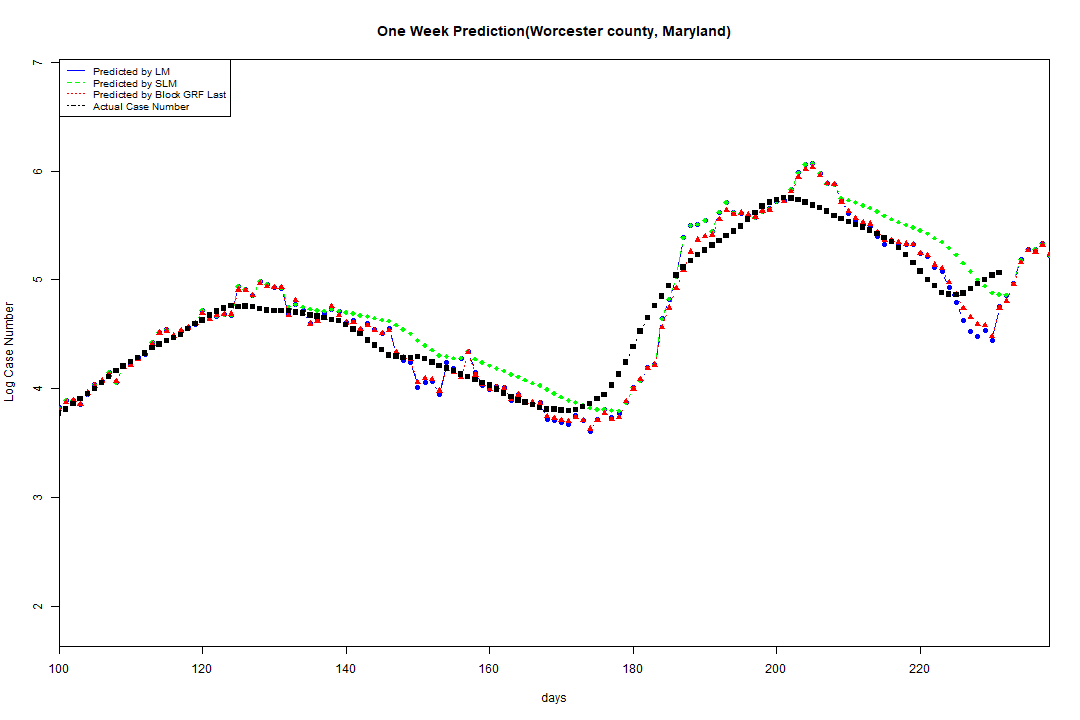 One Week Prediction(Worcester county, Maryland)
Predicted by LM
Predicted by SLM
Predicted by Block GRF Last
Actual Case Number
7
6
5
4
3
2
Log Case Number
100 120 140 160 180 200 220
days